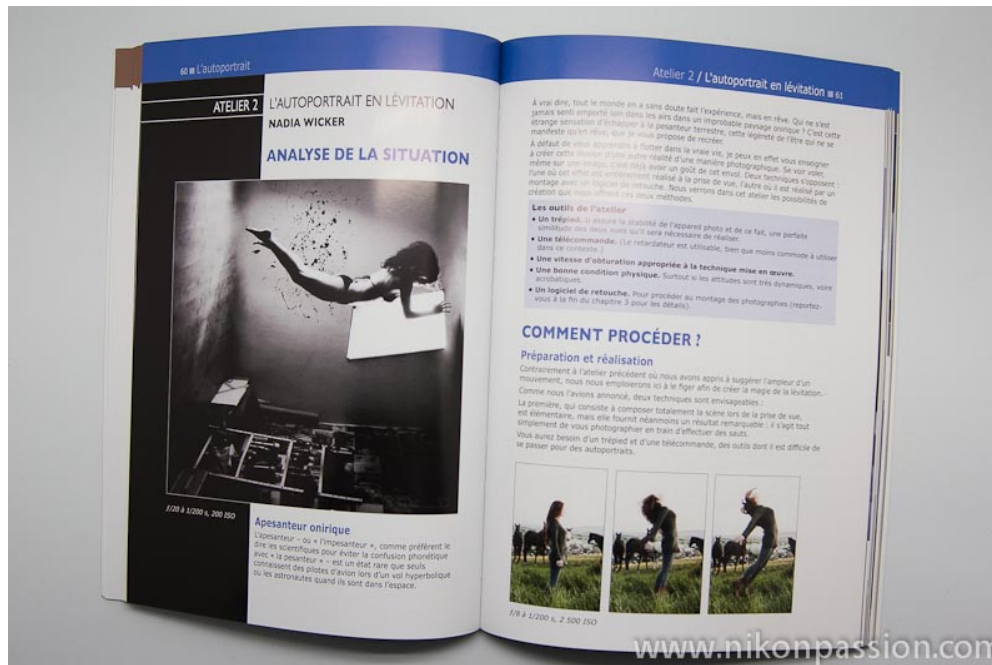 60 ■ L'autoportrait
ATELIER 2
L'AUTOPORTRAIT EN LÉVITATION
NADIA WICKER
ANALYSE DE LA SITUATION
f/20 à 1/200 s, 200 ISO
Apesanteur onirique
L'apesanteur – ou « l'impesanteur », comme préfèrent le
dire les scientifiques pour éviter la confusion phonétique
avec « la pesanteur » – est un état rare que seuls
connaissent des pilotes d'avion lors d'un vol hyperbolique
ou les astronautes quand ils sont dans l'espace.
Atelier 2 / L'autoportrait en lévitation ■ 61
À vrai dire, tout le monde en a sans doute fait l'expérience, mais en rêve: Qui ne s'est
jamais senti emporté loin dans les airs dans un improbable paysage onirique ? C'est cette
étrange sensation d'échapper à la pesanteur terrestre, cette légèreté de l'être qui ne se
manifeste qu'en rêve, que je vous propose de recréer.
À défaut de vous apprendre à flotter dans la vraie vie, je peux en effet vous enseigner
à créer cette illusion d'une autre réalité d'une manière photographique. Se voir voler,
même sur une image, c'est déjà avoir un goût de cet envol. Deux techniques s'opposent :
l'une où cet effet est entièrement réalisé à la prise de vue, l'autre où il est réalisé par un
montage avec un logiciel de retouche. Nous verrons dans cet atelier les possibilités de
création que nous offrent ces deux méthodes.
Les outils de l'atelier
• Un trépied. Il assure la stabilité de l'appareil photo et de ce fait, une parfaite
similitude des deux vues qu'il sera nécessaire de réaliser.
• Une télécommande. (Le retardateur est utilisable, bien que moins commode à utiliser
dans ce contexte.)
• Une vitesse d'obturation appropriée à la technique mise en œuvre.
• Une bonne condition physique. Surtout si les attitudes sont très dynamiques, voire
acrobatiques.
• Un logiciel de retouche. Pour procéder au montage des photographies (reportez-
vous à la fin du chapitre 3 pour les détails).
COMMENT PROCÉDER ?
Préparation et réalisation
Contrairement à l'atelier précédent où nous avons appris à suggérer l'ampleur d'un
mouvement, nous nous emploierons ici à le figer afin de créer la magie de la lévitation.
Comme nous l'avions annoncé, deux techniques sont envisageables :
La première, qui consiste à composer totalement la scène lors de la prise de vue,
est élémentaire, mais elle fournit néanmoins un résultat remarquable : il s'agit tout
simplement de vous photographier en train d'effectuer des sauts.
Vous aurez besoin d'un trépied et d'une télécommande, des outils dont il est difficile de
se passer pour des autoportraits.
f/8 à 1/200 s, 2 500 ISO
www.nikonpassion.com